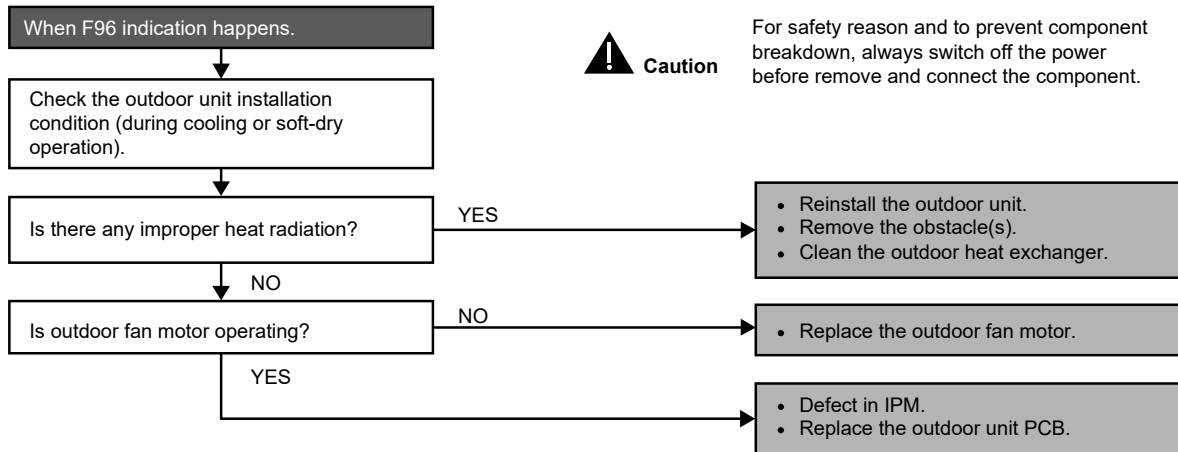 When F96 indication happens.
For safety reason and to prevent component
breakdown, always switch off the power
before remove and connect the component.
Caution
Check the outdoor unit installation
condition (during cooling or soft-dry
operation).
Is there any improper heat radiation?
YES
• Reinstall the outdoor unit.
• Remove the obstacle(s).
• Clean the outdoor heat exchanger.
NO
Is outdoor fan motor operating?
NO
• Replace the outdoor fan motor.
YES
• Defect in IPM.
• Replace the outdoor unit PCB.